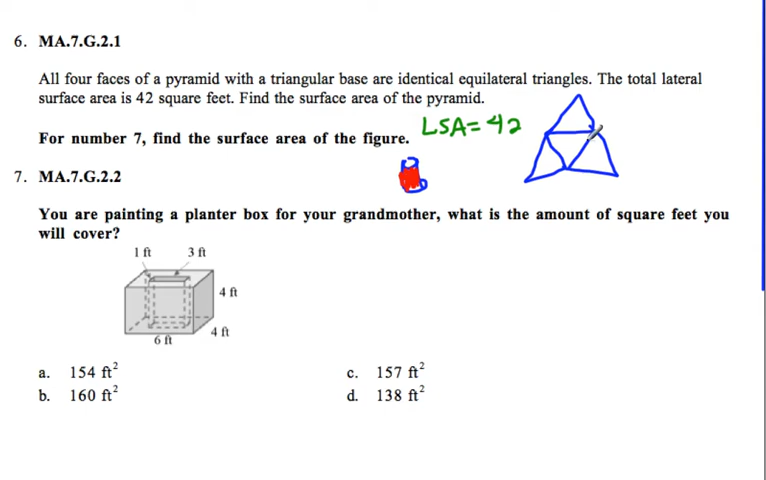 6. MA.7.G.2.1
All four faces of a pyramid with a triangular base are identical equilateral triangles. The total lateral
surface area is 42 square feet. Find the surface area of the pyramid.
LSA=42
For number 7, find the surface area of the figure.
7. MA.7.G.2.2
You are painting a planter box for your grandmother, what is the amount of square feet you
will cover?
1 ft 3 ft
4 ft
4 ft
6 ft
a. 154 ft²
c. 157 ft²
b. 160 ft²
d. 138 ft²